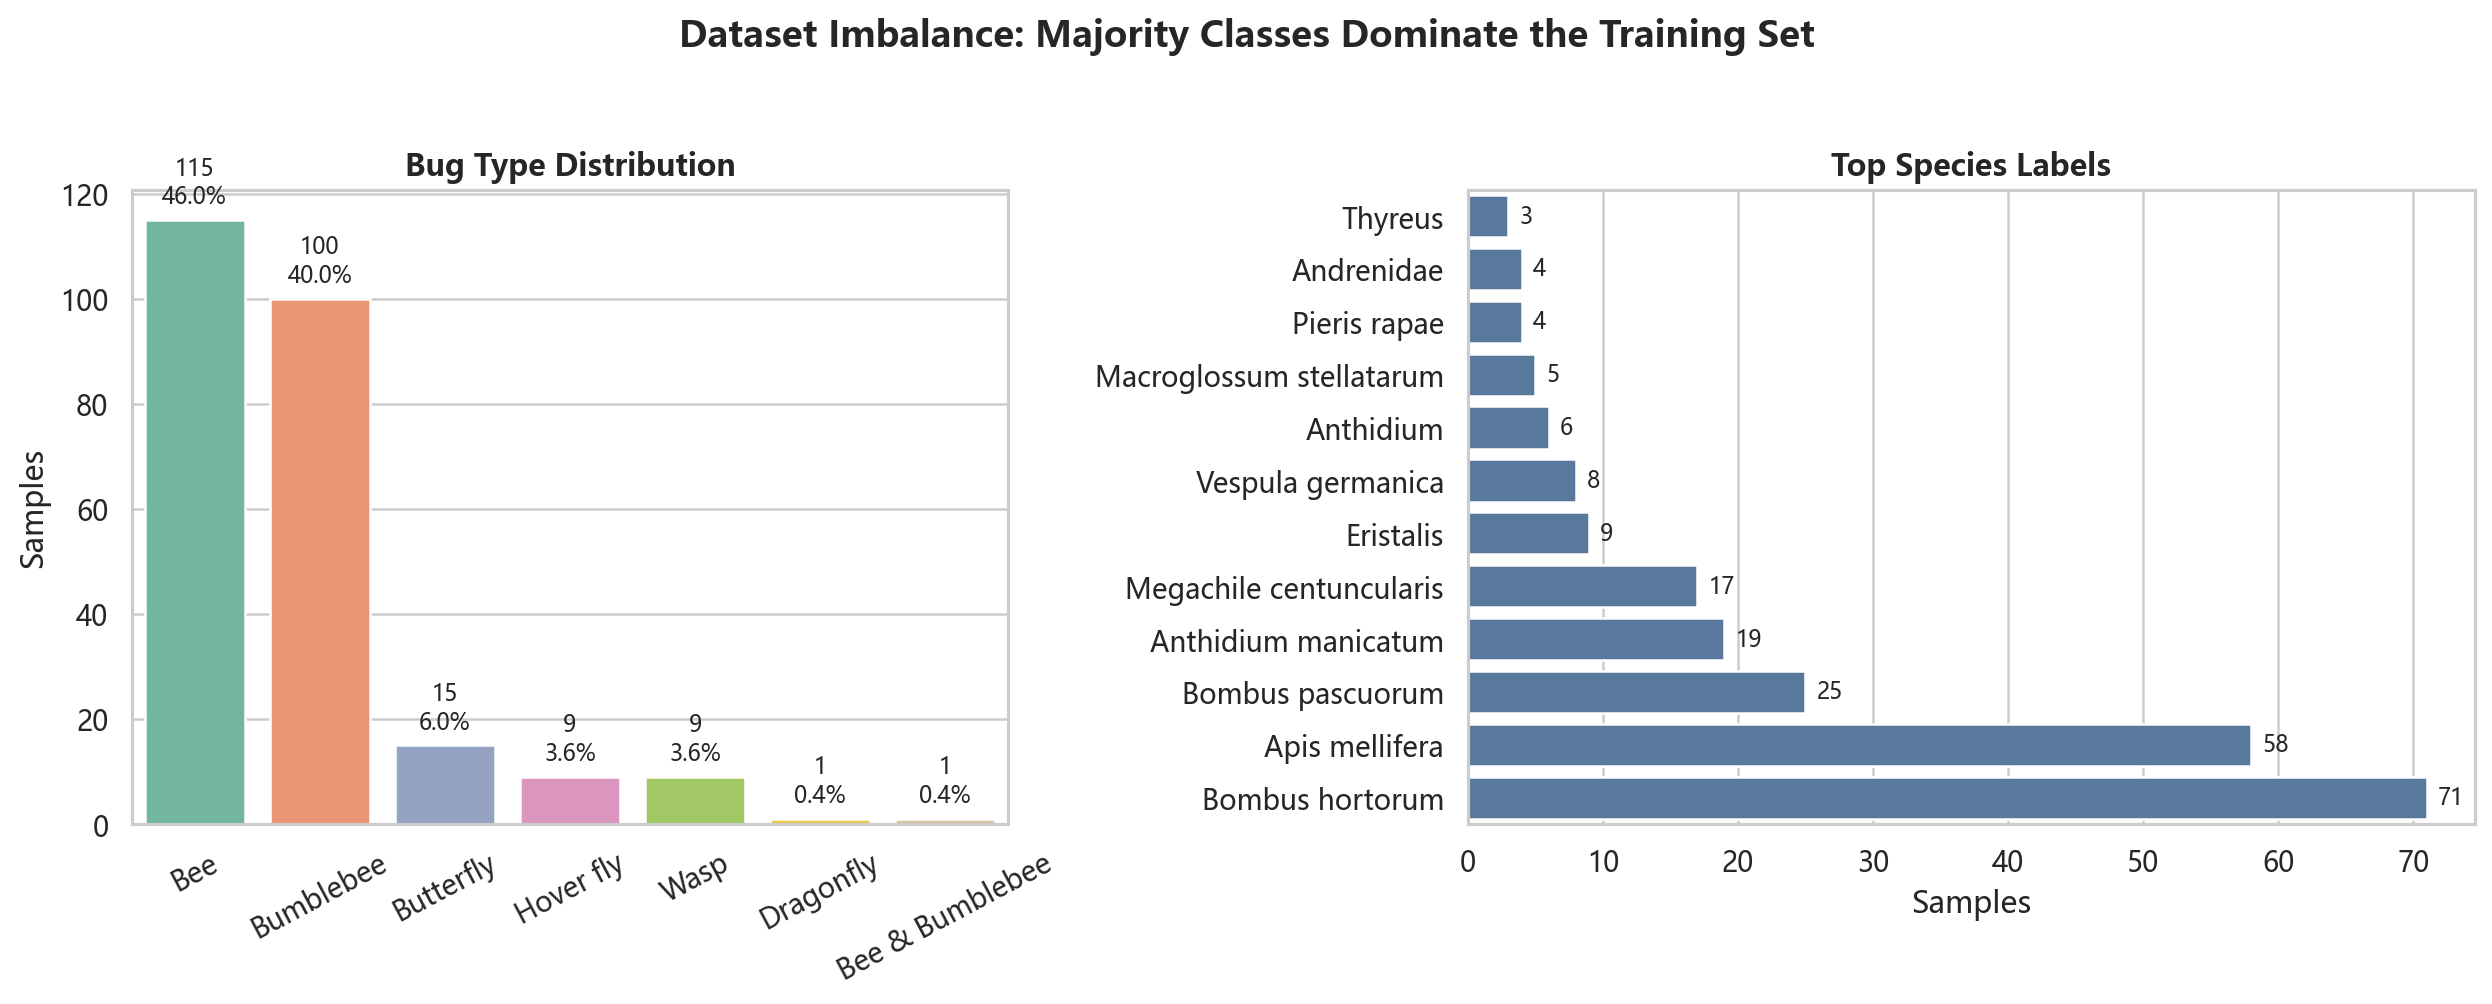 Dataset Imbalance: Majority Classes Dominate the Training Set
Bug Type Distribution
Samples
120
100
80
60
40
20
0
115
46.0%
100
40.0%
15
6.0%
9
3.6%
9
3.6%
1
0.4%
1
0.4%
Bee
Bumblebee
Butterfly
Hover fly
Wasp
Dragonfly
Bee & Bumblebee
Top Species Labels
Thyreus 3
Andrenidae 4
Pieris rapae 4
Macroglossum stellatarum 5
Anthidium 6
Vespula germanica 8
Eristalis 9
Megachile centuncularis 17
Anthidium manicatum 19
Bombus pascuorum 25
Apis mellifera 58
Bombus hortorum 71
0 10 20 30 40 50 60 70
Samples